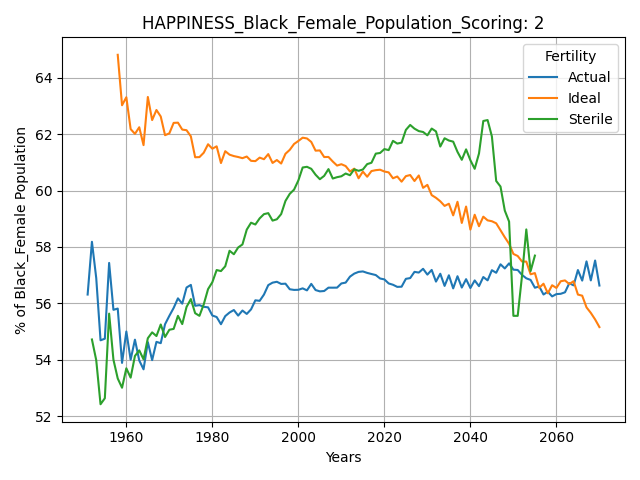 HAPPINESS_Black_Female_Population_Scoring: 2
Fertility
Actual
Ideal
Sterile
% of Black_Female Population
64
62
60
58
56
54
52
1960
1980
2000
2020
2040
2060
Years